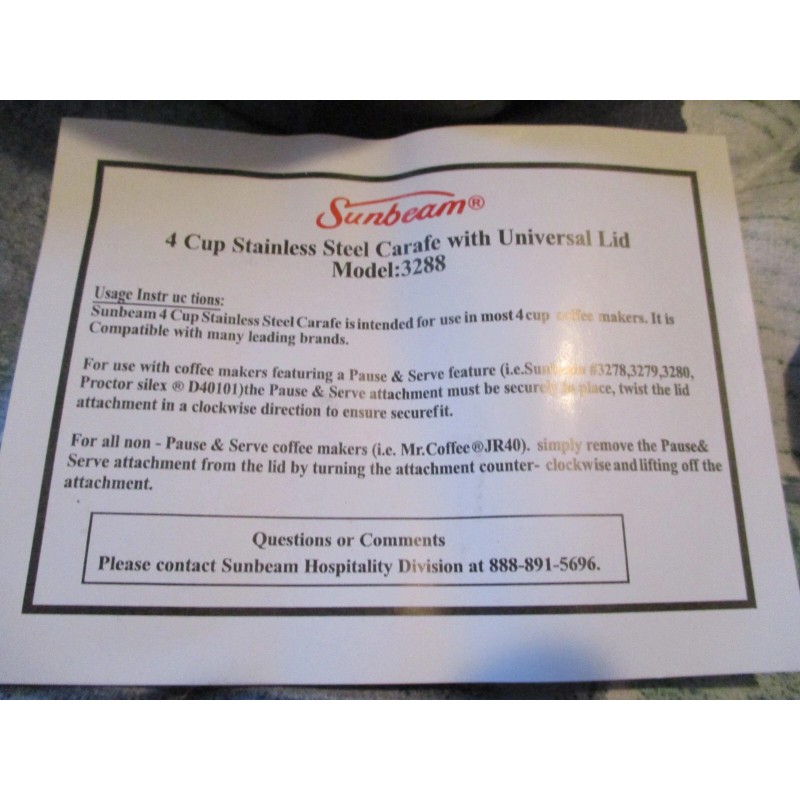 Sunbeam®
4 Cup Stainless Steel Carafe with Universal Lid
Model:3288
Usage Instr uc tions:
Sunbeam 4 Cup Stainless Steel Carafe is intended for use in most 4 cup coffee makers. It is
Compatible with many leading brands.
For use with coffee makers featuring a Pause & Serve feature (i.e.Sunbeam #3278,3279,3280,
Proctor silex ® D40101)the Pause & Serve attachment must be securely in place, twist the lid
attachment in a clockwise direction to ensure securefit.
For all non - Pause & Serve coffee makers (i.e. Mr.Coffee®JR40). simply remove the Pause&
Serve attachment from the lid by turning the attachment counter- clockwise and lifting off the
attachment.
Questions or Comments
Please contact Sunbeam Hospitality Division at 888-891-5696.